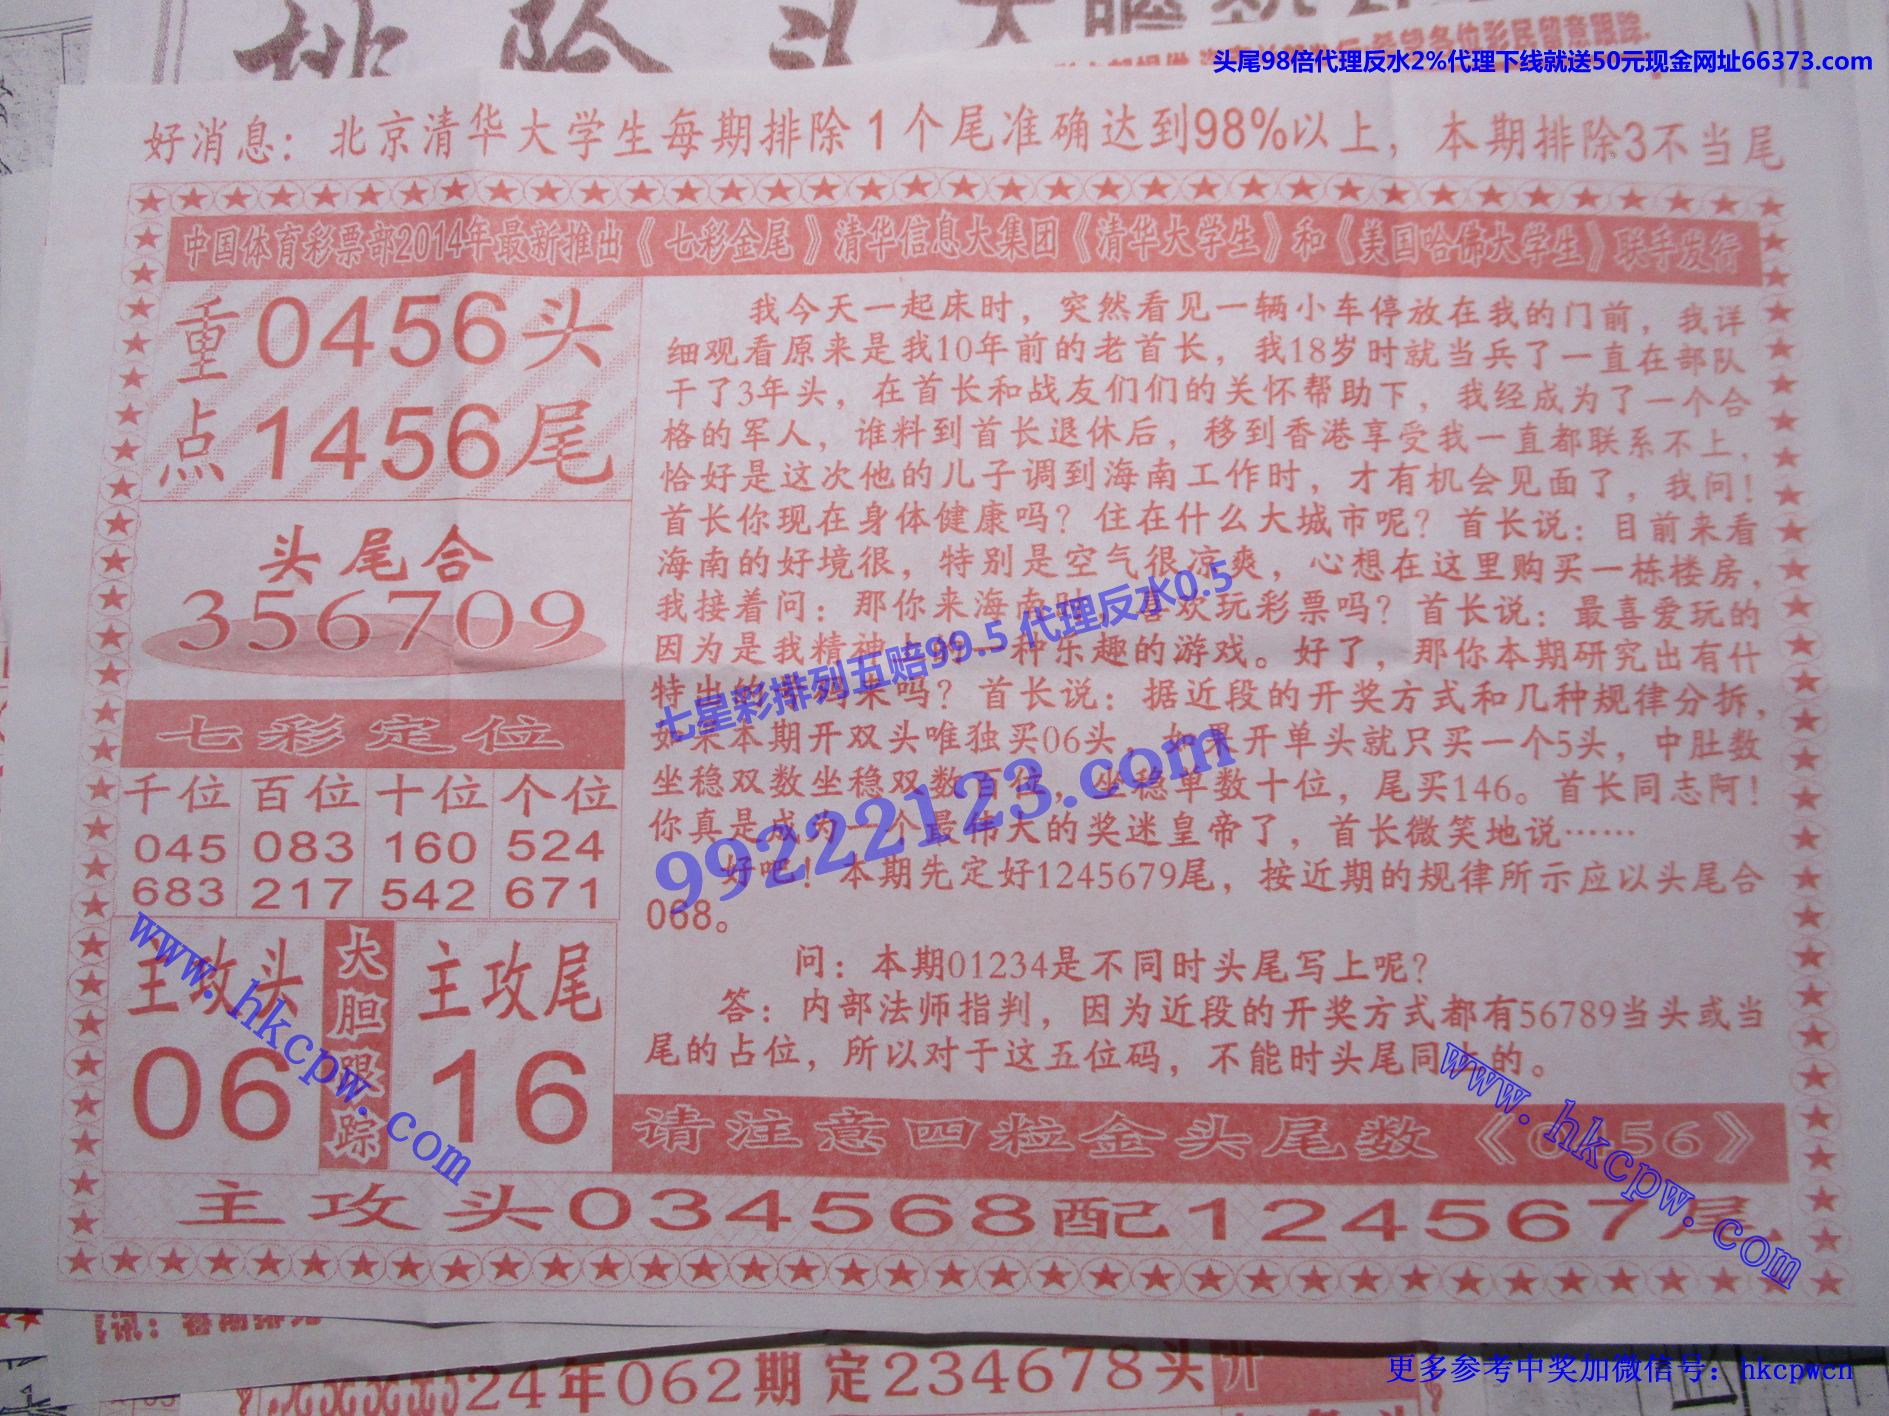 头尾98倍代理反水2%代理下线就送50元现金网址66373.com
好消息：北京清华大学生每期排除1个尾准确达到98%以上，本期排除3不当尾
中国体育彩票部2014年最新推出《七彩金尾》清华信息大集团《清华大学生》和《美国哈佛大学生》联手发行
重 0456头
点 1456尾
头尾合
356709
七彩定位
千位 百位 十位 个位
045 083 160 524
683 217 542 671
主攻头
06
大胆跟踪
主攻尾
16
我今天一起床时，突然看见一辆小车停放在我的门前，我详
细观看原来是我10年前的老首长，我18岁时就当兵了一直在部队
干了3年头，在首长和战友们们的关怀帮助下，我经成为了一个合
格的军人，谁料到首长退休后，移到香港享受我一直都联系不上，
恰好是这次他的儿子调到海南工作时，才有机会见面了，我问！
首长你现在身体健康吗？住在什么大城市呢？首长说：目前来看
海南的好境很，特别是空气很凉爽，心想在这里购买一栋楼房，
我接着问：那你来海南时，喜欢玩彩票吗？首长说：最喜爱玩的
因为是我精神上的一种乐趣的游戏。好了，那你本期研究出有什
特出的 来吗？首长说：据近段的开奖方式和几种规律分拆，
如果本期开双头唯独买06头，如果开单头就只买一个5头，中肚数
坐稳双数坐稳双数百位，坐稳单数十位，尾买146。首长同志阿！
你真是成为一个最伟大的奖迷皇帝了，首长微笑地说……
好吧！本期先定好1245679尾，按近期的规律所示应以头尾合
068。
问：本期01234是不同时头尾写上呢？
答：内部法师指判，因为近段的开奖方式都有56789当头或当
尾的占位，所以对于这五位码，不能时头尾同上的。
请注意四粒金头尾数《0456》
主攻头034568配124567尾
七星彩排列五赔99.5 代理反水0.5
99222123.com
www.hkcpw.com
www.hkcpw.com
24年062期定234678头
更多参考中奖加微信号：hkcpwcn